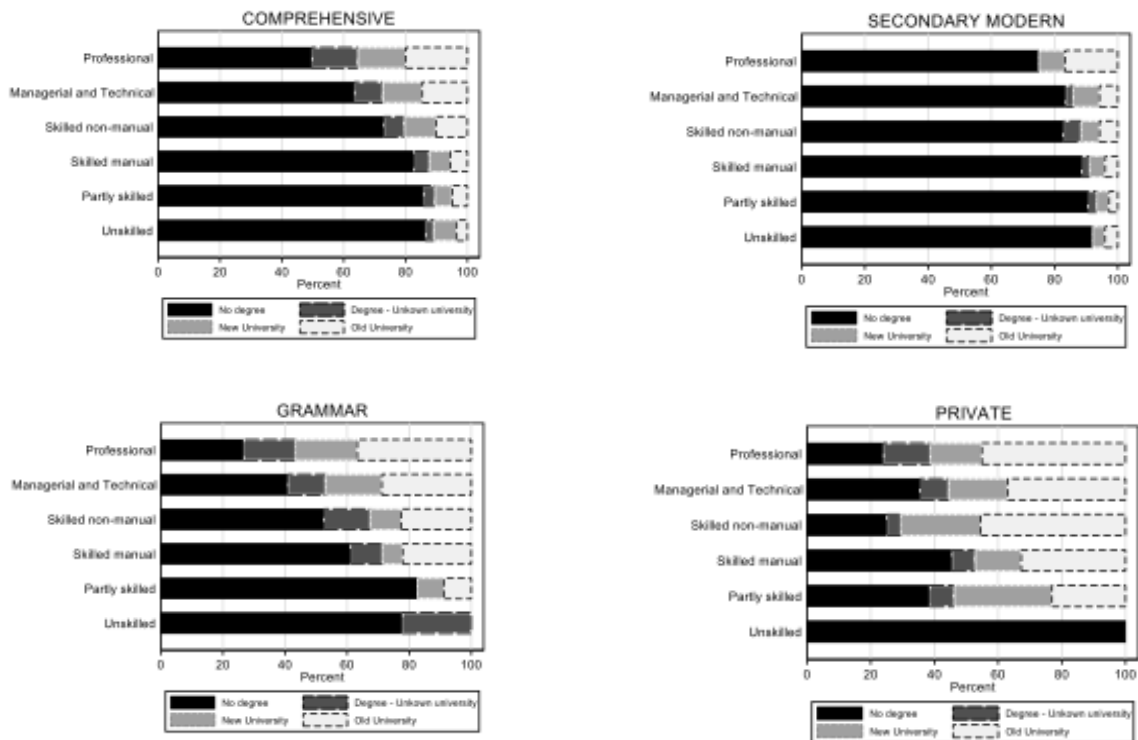 COMPREHENSIVE
Professional
Managerial and Technical
Skilled non-manual
Skilled manual
Partly skilled
Unskilled
0 20 40 60 80 100
Percent
No degree Degree - Unkown university
New University Old University
SECONDARY MODERN
Professional
Managerial and Technical
Skilled non-manual
Skilled manual
Partly skilled
Unskilled
0 20 40 60 80 100
Percent
No degree Degree - Unkown university
New University Old University
GRAMMAR
Professional
Managerial and Technical
Skilled non-manual
Skilled manual
Partly skilled
Unskilled
0 20 40 60 80 100
Percent
No degree Degree - Unkown university
New University Old University
PRIVATE
Professional
Managerial and Technical
Skilled non-manual
Skilled manual
Partly skilled
Unskilled
0 20 40 60 80 100
Percent
No degree Degree - Unkown university
New University Old University